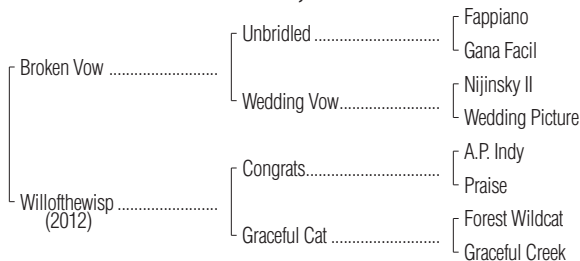 Fappiano
Unbridled
Gana Facil
Broken Vow
Nijinsky II
Wedding Vow
Wedding Picture
A.P. Indy
Congrats
Praise
Willofthewisp
(2012)
Forest Wildcat
Graceful Cat
Graceful Creek